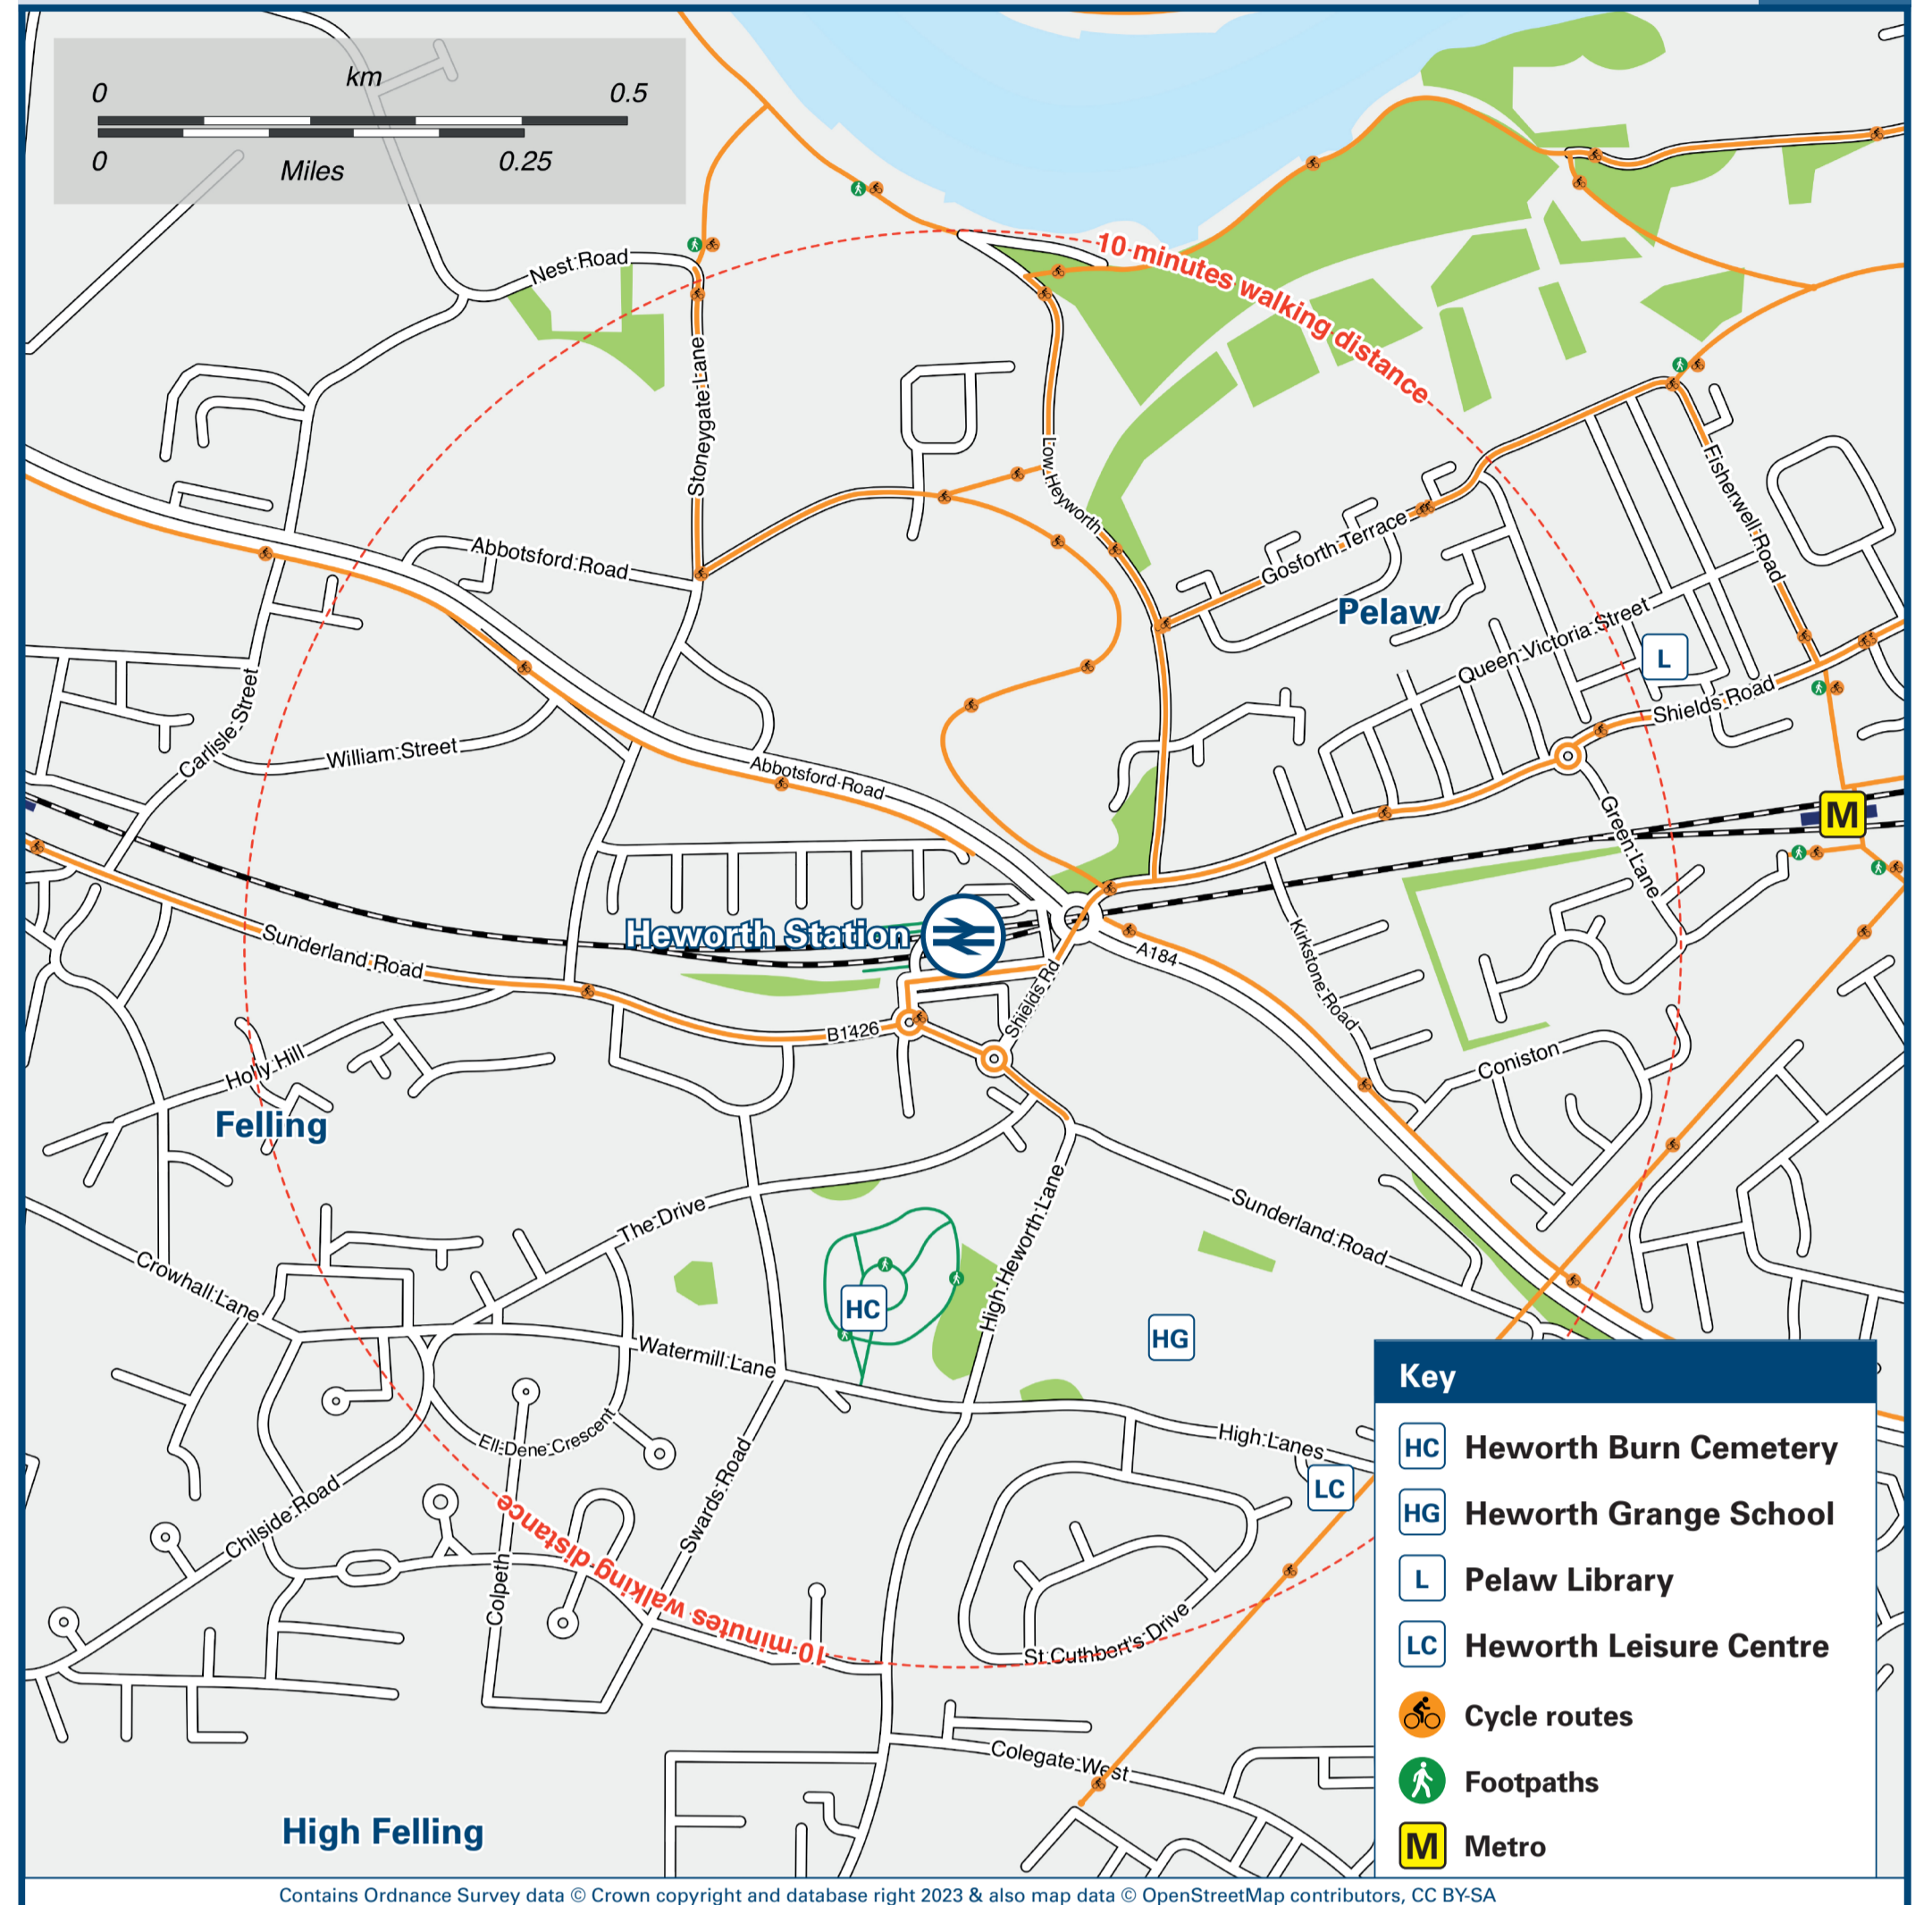 km
0 0.5
0 0.25
Miles
10 minutes walking distance
Nest Road
Stoneygate Lane
Low Heworth
Abbotsford Road
Gosforth Terrace
Fisherwell Road
Pelaw
Queen Victoria Street
L
Shields Road
Carlisle Street
William Street
Abbotsford Road
M
Green Lane
Heworth Station
Sunderland Road
A184
Kirkstone Road
Shields Rd
B1426
Holly Hill
Coniston
Felling
The Drive
High Heworth Lane
Sunderland Road
Crowhall Lane
HC
HG
Watermill Lane
Ell-Dene Crescent
High Lanes
LC
Swards Road
Chilside Road
Colpeth
10 minutes walking distance
St Cuthbert's Drive
Colegate West
High Felling
Key
HC Heworth Burn Cemetery
HG Heworth Grange School
L Pelaw Library
LC Heworth Leisure Centre
Cycle routes
Footpaths
M Metro
Contains Ordnance Survey data © Crown copyright and database right 2023 & also map data © OpenStreetMap contributors, CC BY-SA